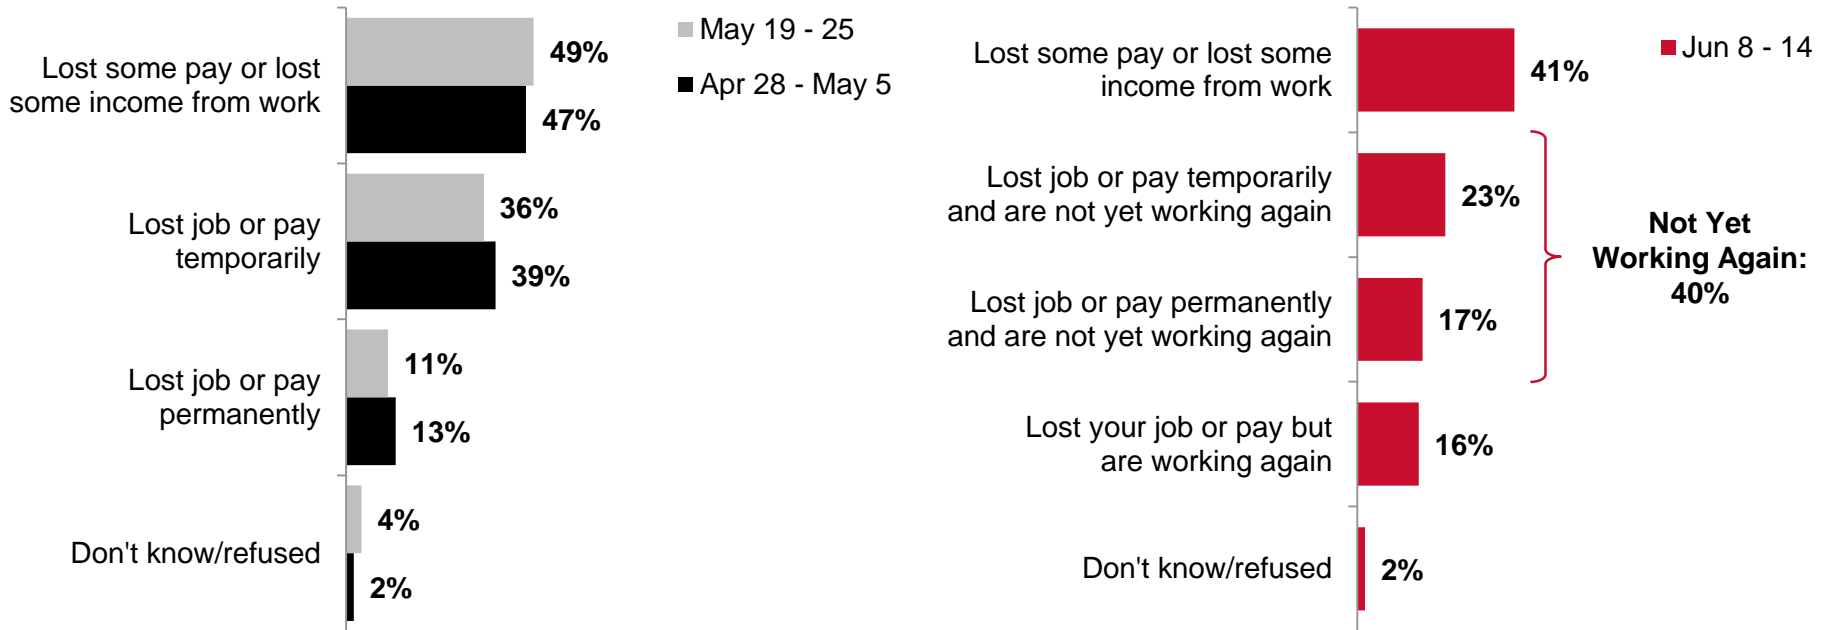 May 19 - 25
Apr 28 - May 5
Lost some pay or lost
some income from work
49%
47%
Lost job or pay
temporarily
36%
39%
Lost job or pay
permanently
11%
13%
Don't know/refused
4%
2%
Jun 8 - 14
Lost some pay or lost some
income from work
41%
Lost job or pay temporarily
and are not yet working again
23%
Lost job or pay permanently
and are not yet working again
17%
Not Yet
Working Again:
40%
Lost your job or pay but
are working again
16%
Don't know/refused
2%